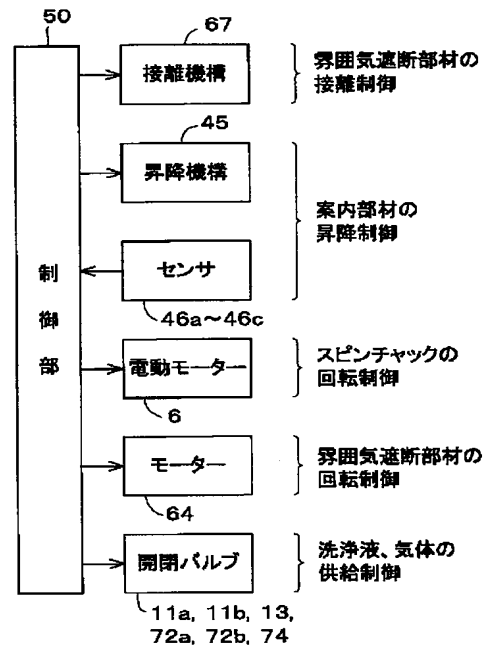 50
67
接離機構
雰囲気遮断部材の
接離制御
45
昇降機構
案内部材の
昇降制御
センサ
46a～46c
制
御
部
電動モーター
6
スピンチャックの
回転制御
モーター
64
雰囲気遮断部材の
回転制御
開閉バルブ
11a, 11b, 13,
72a, 72b, 74
洗浄液、気体の
供給制御